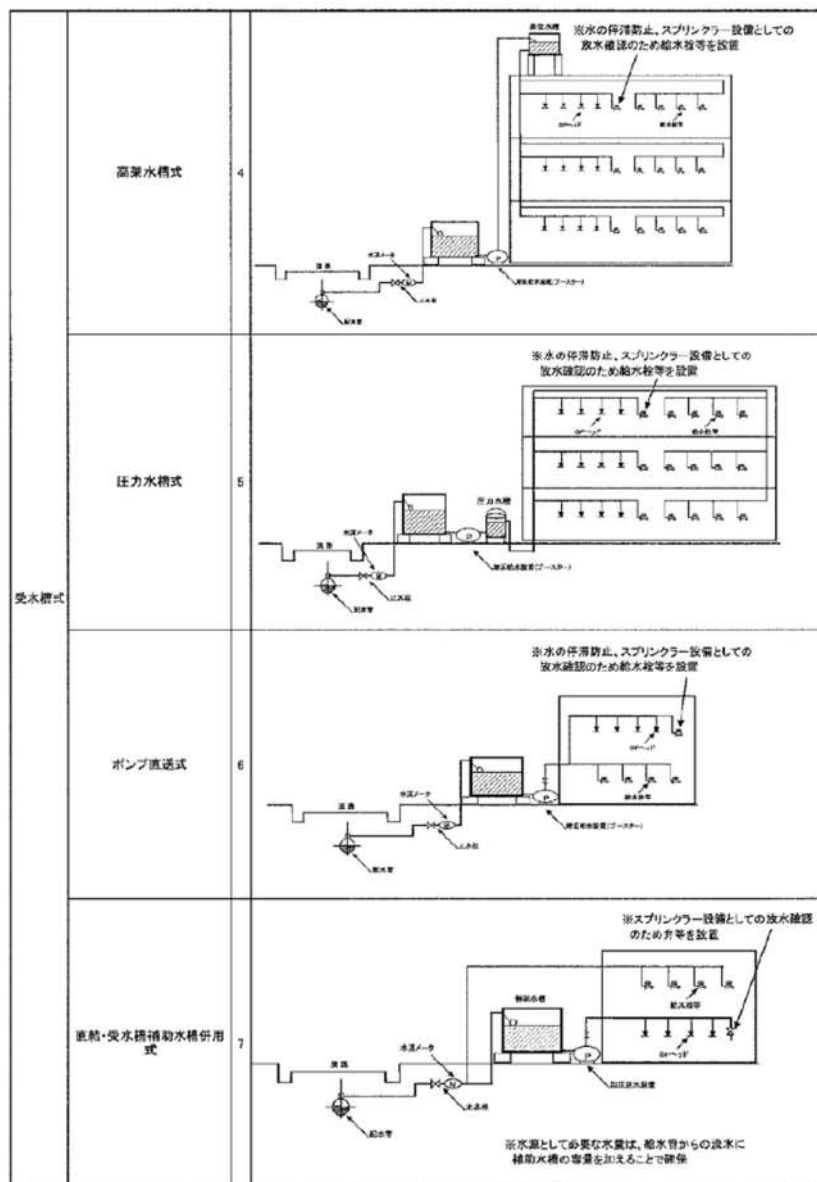 受水槽式
高架水槽式
4
※水の停滞防止、スプリンクラー設備としての
放水確認のため給水栓等を設置
高架水槽
SPヘッド
給水栓等
水道メータ
道路
止水栓
増圧給水装置(ブースター)
配水管
圧力水槽式
5
※水の停滞防止、スプリンクラー設備としての
放水確認のため給水栓等を設置
SPヘッド
給水栓等
圧力水槽
水道メータ
道路
増圧給水装置(ブースター)
止水栓
配水管
ポンプ直送式
6
※水の停滞防止、スプリンクラー設備としての
放水確認のため給水栓等を設置
SPヘッド
給水栓等
水道メータ
道路
増圧給水装置(ブースター)
止水栓
配水管
直結・受水槽補助水槽併用
式
7
※スプリンクラー設備としての放水確認
のため弁等を設置
給水栓等
補助水槽
SPヘッド
水道メータ
道路
止水栓
配水管
※水源として必要な水量は、給水管からの流水に
補助水槽の容量を加えることで確保